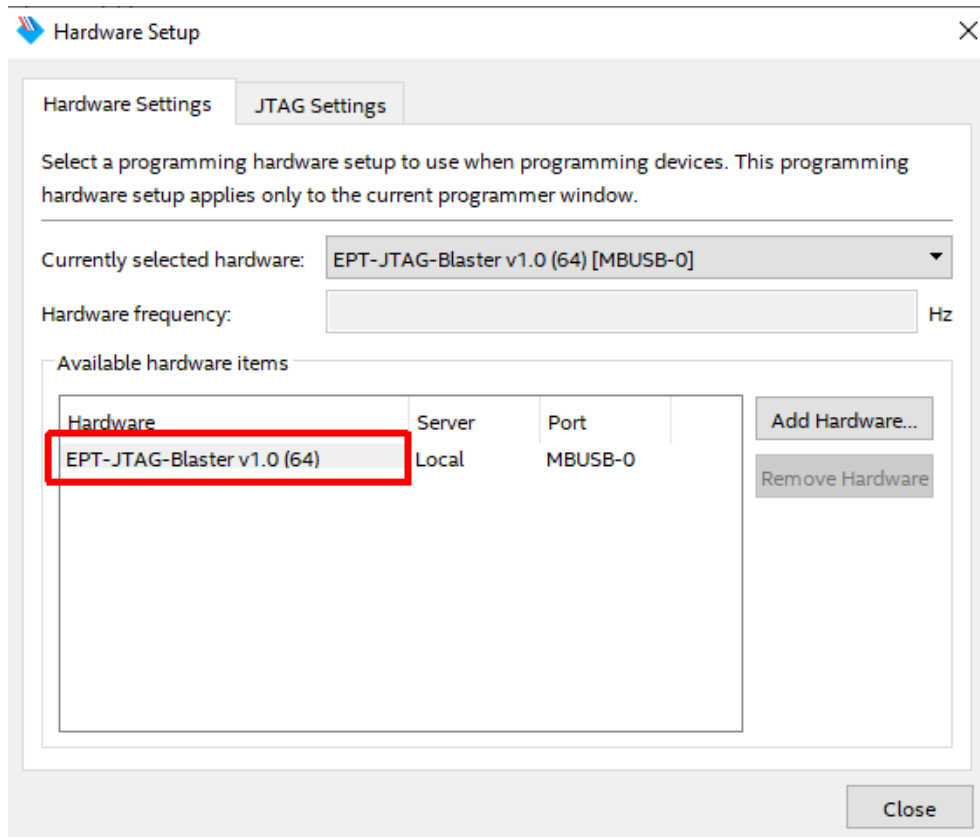 Hardware Setup
Hardware Settings JTAG Settings
Select a programming hardware setup to use when programming devices. This programming
hardware setup applies only to the current programmer window.
Currently selected hardware: EPT-JTAG-Blaster v1.0 (64) [MBUSB-0]
Hardware frequency: Hz
Available hardware items
Hardware Server Port
EPT-JTAG-Blaster v1.0 (64) Local MBUSB-0
Add Hardware...
Remove Hardware
Close